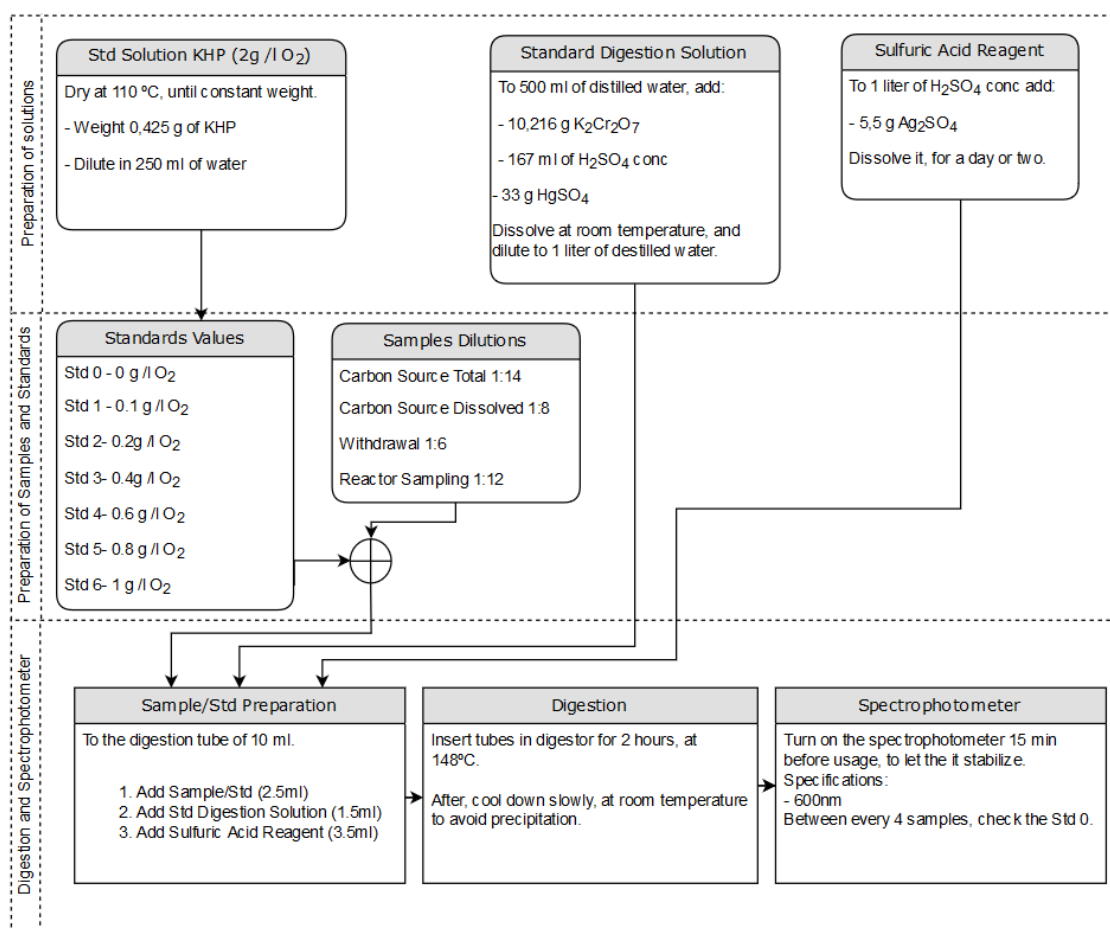 Preparation of solutions
Std Solution KHP (2g /l O2)
Dry at 110 ºC, until constant weight.
- Weight 0,425 g of KHP
- Dilute in 250 ml of water
Standard Digestion Solution
To 500 ml of distilled water, add:
- 10,216 g K2Cr2O7
- 167 ml of H2SO4 conc
- 33 g HgSO4
Dissolve at room temperature, and
dilute to 1 liter of destilled water.
Sulfuric Acid Reagent
To 1 liter of H2SO4 conc add:
- 5,5 g Ag2SO4
Dissolve it, for a day or two.
Preparation of Samples and Standards
Standards Values
Std 0 - 0 g /l O2
Std 1 - 0.1 g /l O2
Std 2- 0.2g /l O2
Std 3- 0.4g /l O2
Std 4- 0.6 g /l O2
Std 5- 0.8 g /l O2
Std 6- 1 g /l O2
Samples Dilutions
Carbon Source Total 1:14
Carbon Source Dissolved 1:8
Withdrawal 1:6
Reactor Sampling 1:12
Digestion and Spectrophotometer
Sample/Std Preparation
To the digestion tube of 10 ml.
1. Add Sample/Std (2.5ml)
2. Add Std Digestion Solution (1.5ml)
3. Add Sulfuric Acid Reagent (3.5ml)
Digestion
Insert tubes in digestor for 2 hours, at
148ºC.
After, cool down slowly, at room temperature
to avoid precipitation.
Spectrophotometer
Turn on the spectrophotometer 15 min
before usage, to let the it stabilize.
Specifications:
- 600nm
Between every 4 samples, check the Std 0.